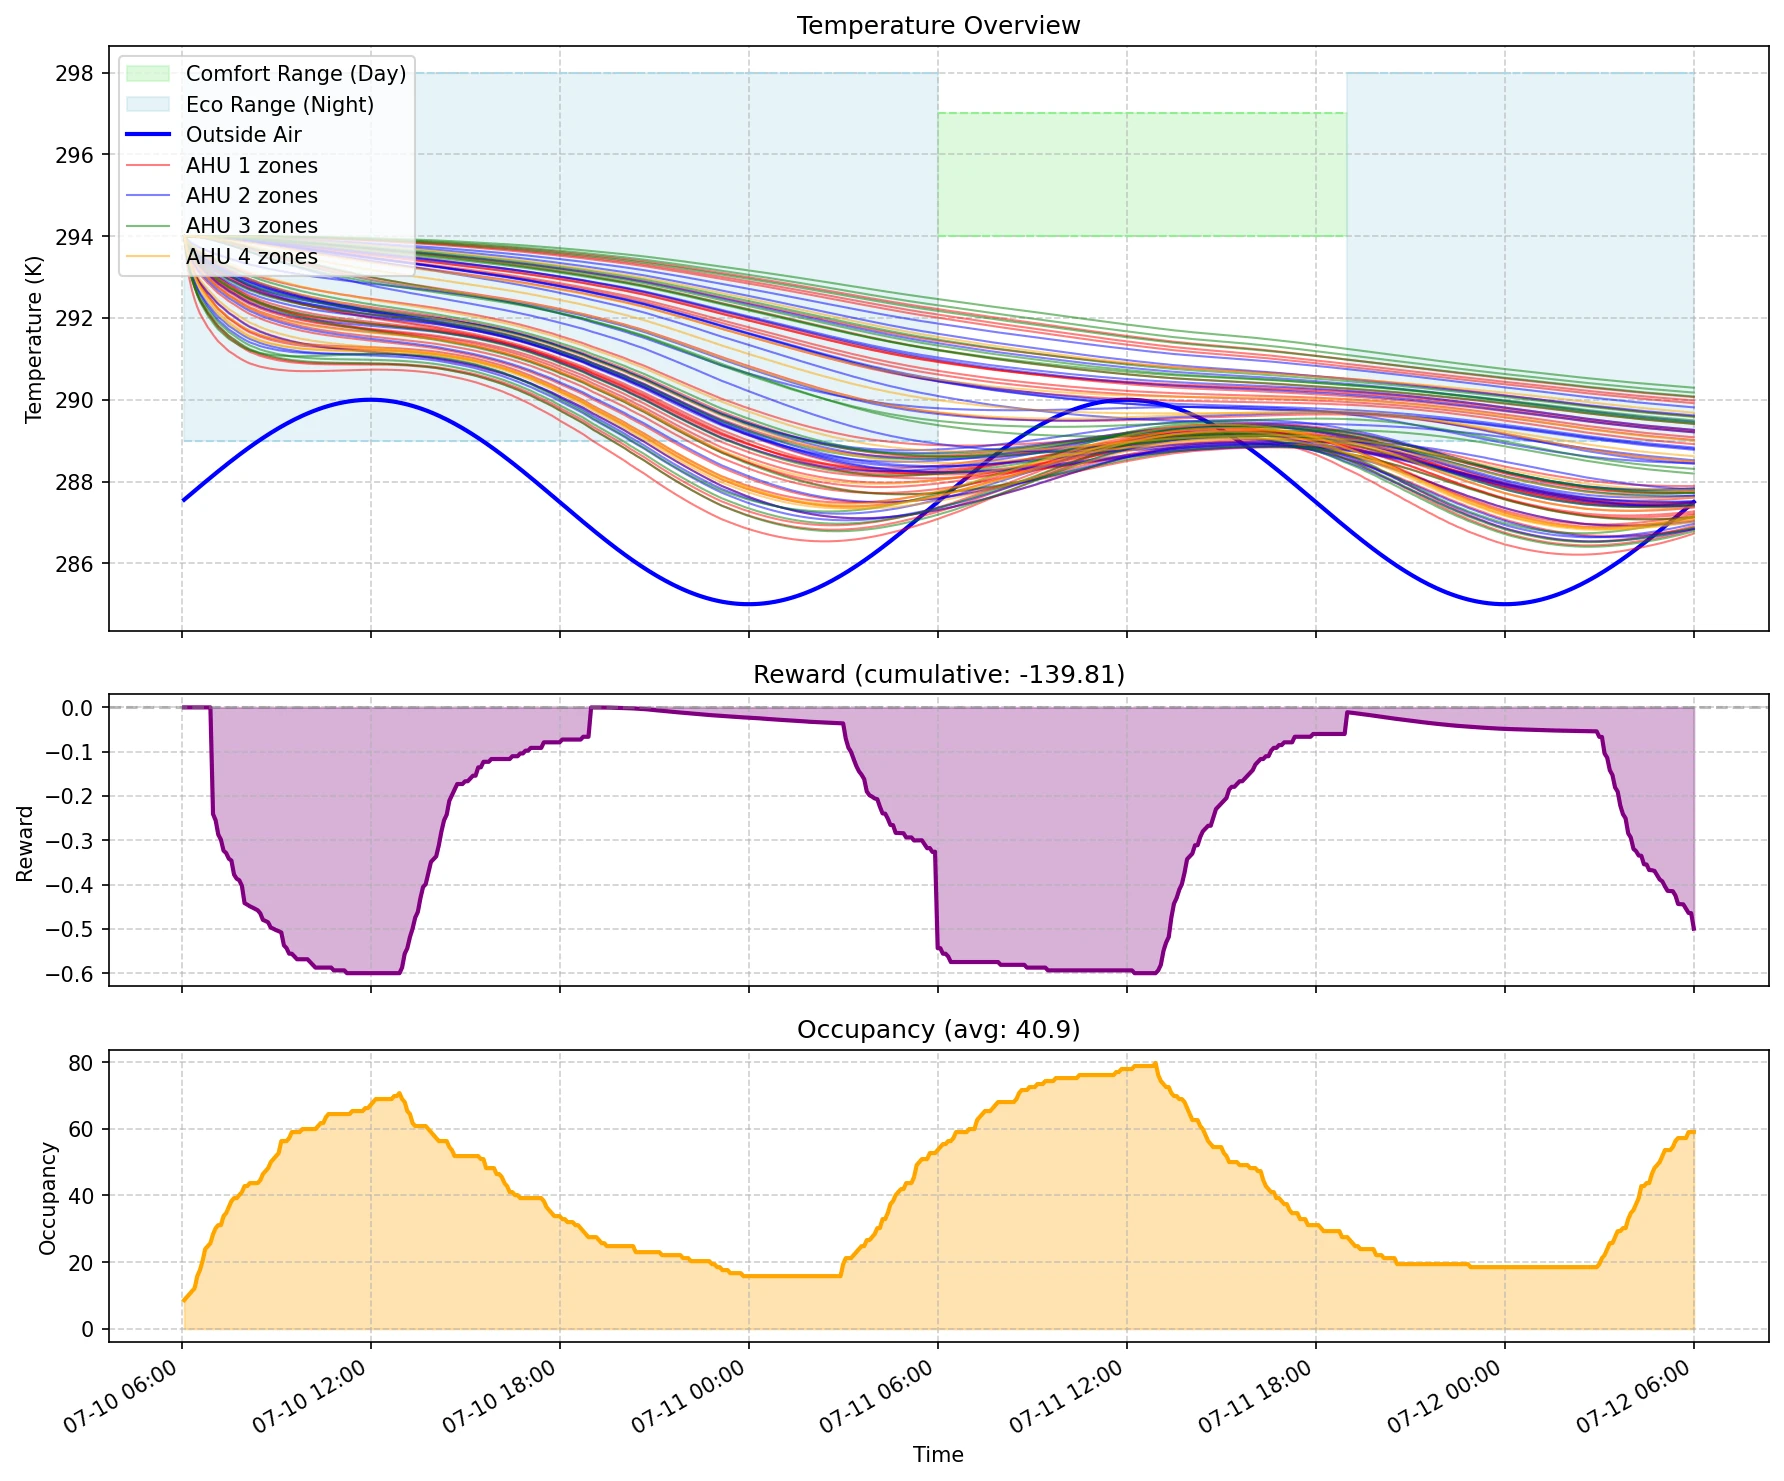 Temperature Overview
298
296
294
292
290
288
286
Temperature (K)
Comfort Range (Day)
Eco Range (Night)
Outside Air
AHU 1 zones
AHU 2 zones
AHU 3 zones
AHU 4 zones
Reward (cumulative: -139.81)
0.0
−0.1
−0.2
−0.3
−0.4
−0.5
−0.6
Reward
Occupancy (avg: 40.9)
80
60
40
20
0
Occupancy
07-10 06:00
07-10 12:00
07-10 18:00
07-11 00:00
07-11 06:00
07-11 12:00
07-11 18:00
07-12 00:00
07-12 06:00
Time